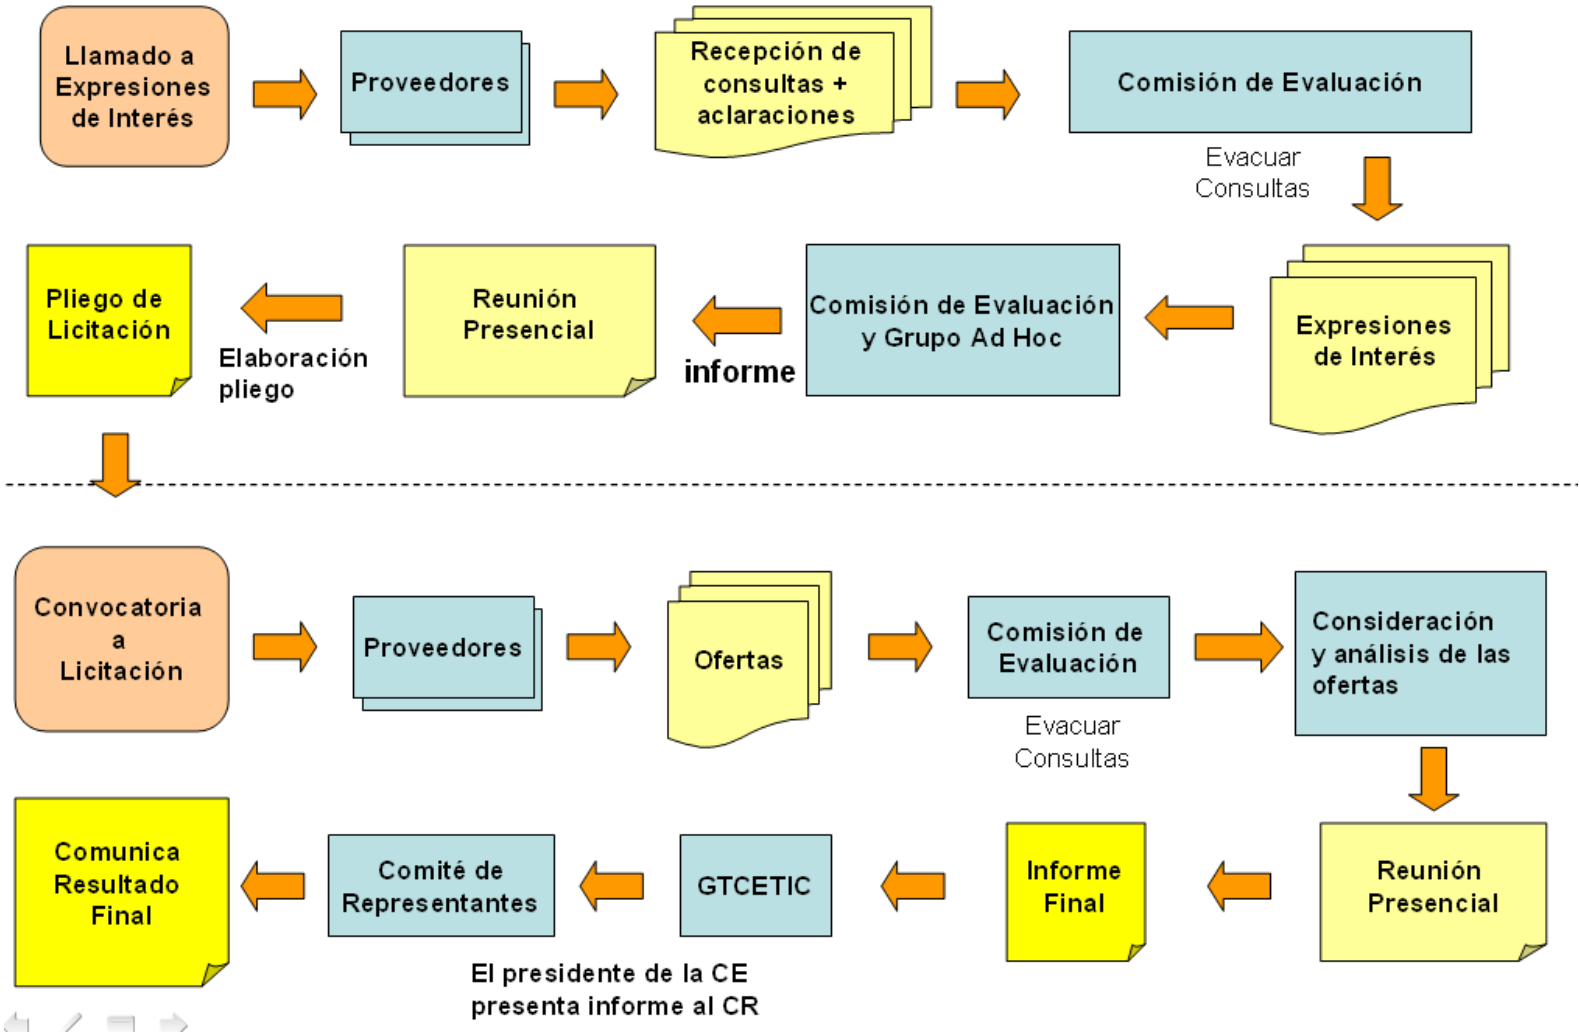 Llamado a
Expresiones
de Interés
Proveedores
Recepción de
consultas +
aclaraciones
Comisión de Evaluación
Evacuar
Consultas
Expresiones
de Interés
Comisión de Evaluación
y Grupo Ad Hoc
informe
Reunión
Presencial
Elaboración
pliego
Pliego de
Licitación
Convocatoria
a
Licitación
Proveedores
Ofertas
Comisión de
Evaluación
Evacuar
Consultas
Consideración
y análisis de las
ofertas
Reunión
Presencial
Informe
Final
GTCETIC
Comité de
Representantes
El presidente de la CE
presenta informe al CR
Comunica
Resultado
Final